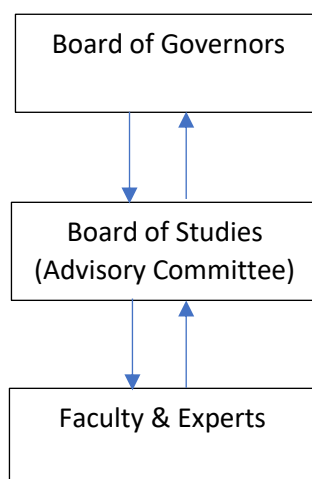 Board of Governors
Board of Studies
(Advisory Committee)
Faculty & Experts